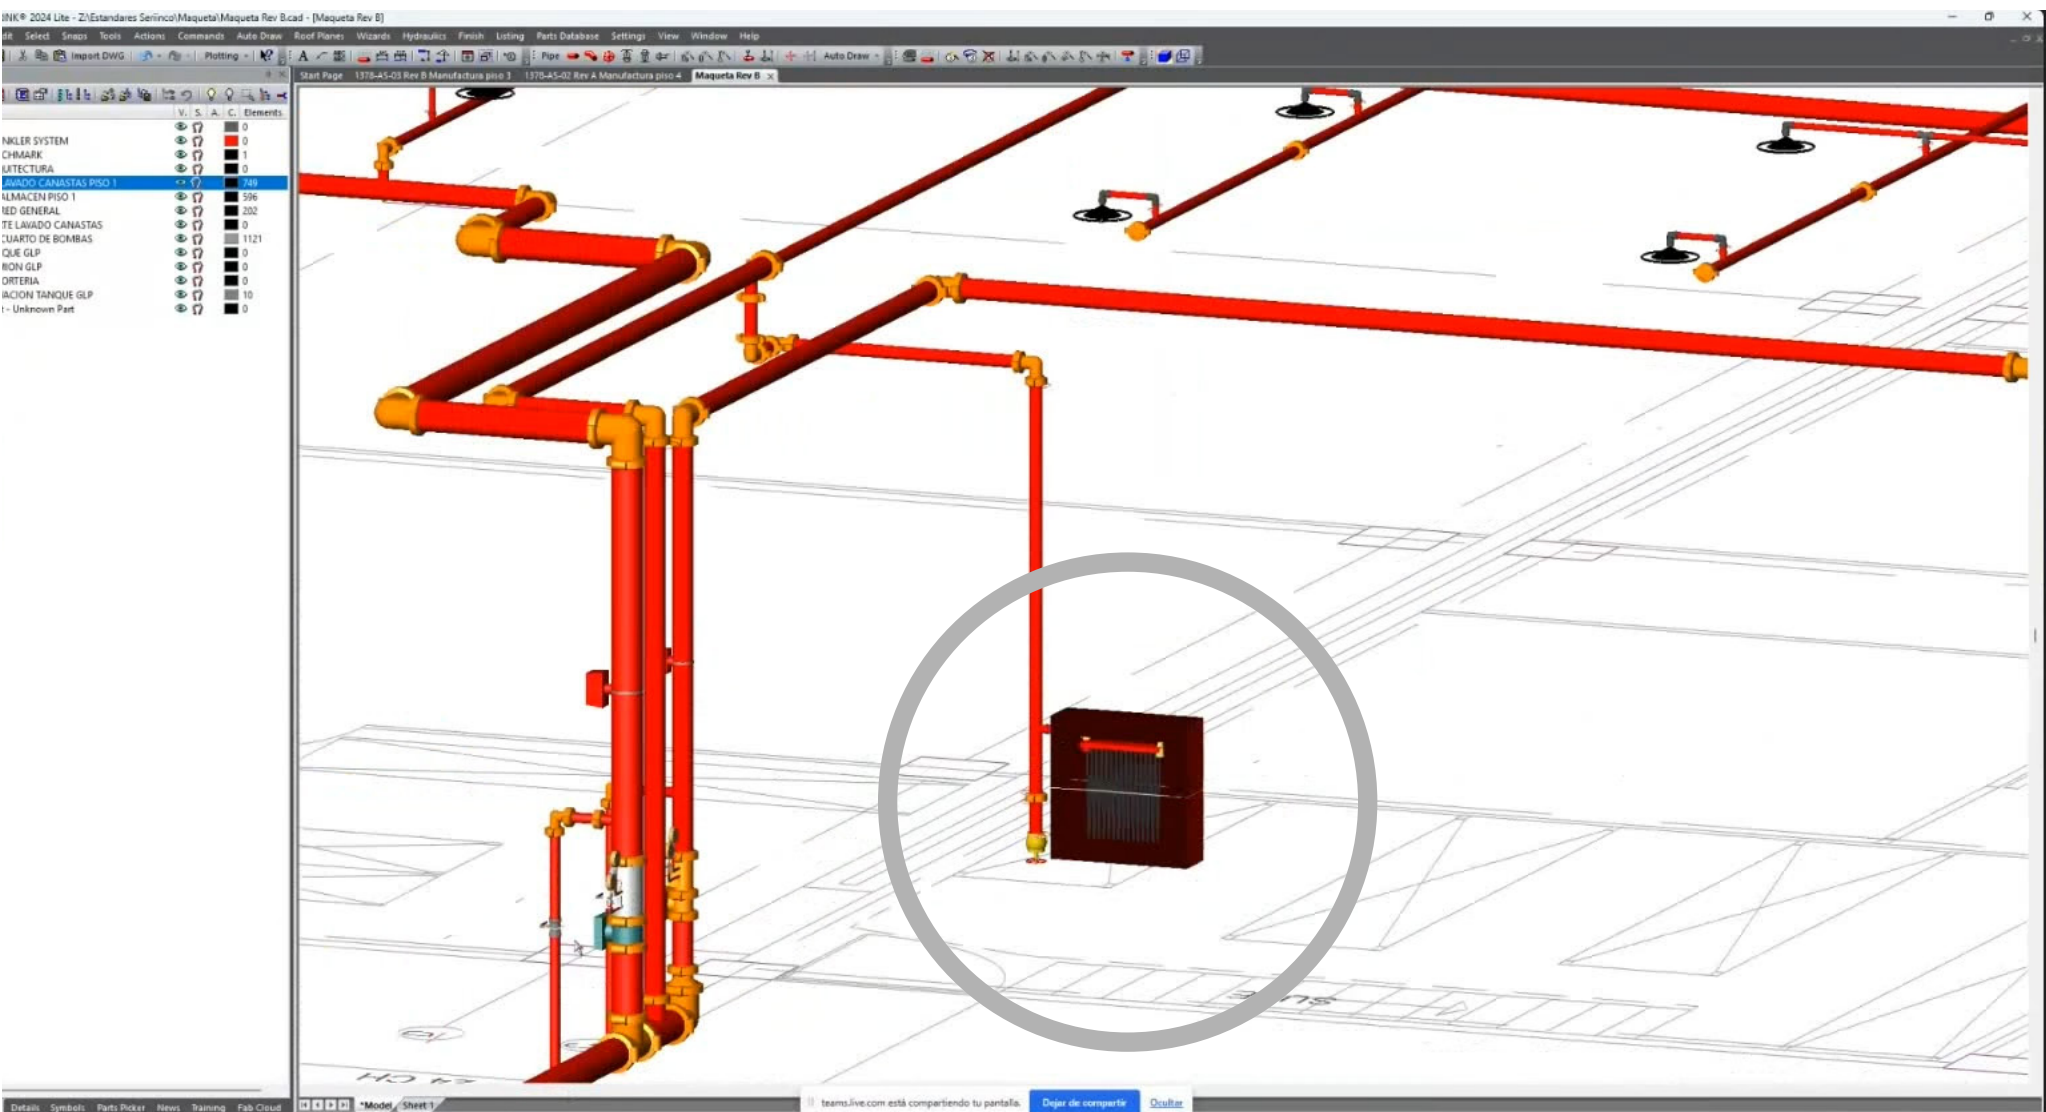 INK® 2024 Lite - Z:\Estandares Seriinco\Maqueta\Maqueta Rev B.cad - [Maqueta Rev B]
dit Select Snaps Tools Actions Commands Auto Draw Roof Planes Wizards Hydraulics Finish Listing Parts Database Settings View Window Help
Import DWG Plotting Pipe Auto Draw
Start Page 1378-AS-03 Rev B Manufactura piso 3 1378-AS-02 Rev A Manufactura piso 4 Maqueta Rev B x
V. S. A. C. Elements
0
NKLER SYSTEM 0
CHMARK 1
UITECTURA 0
LAVADO CANASTAS PISO 1 749
ALMACEN PISO 1 596
RED GENERAL 202
TE LAVADO CANASTAS 0
CUARTO DE BOMBAS 1121
QUE GLP 0
ION GLP 0
ORTERIA 0
ACION TANQUE GLP 10
t - Unknown Part 0
SUBE
Details Symbols Parts Picker News Training Fab Cloud
*Model Sheet 1
teams.live.com está compartiendo tu pantalla. Dejar de compartir Ocultar